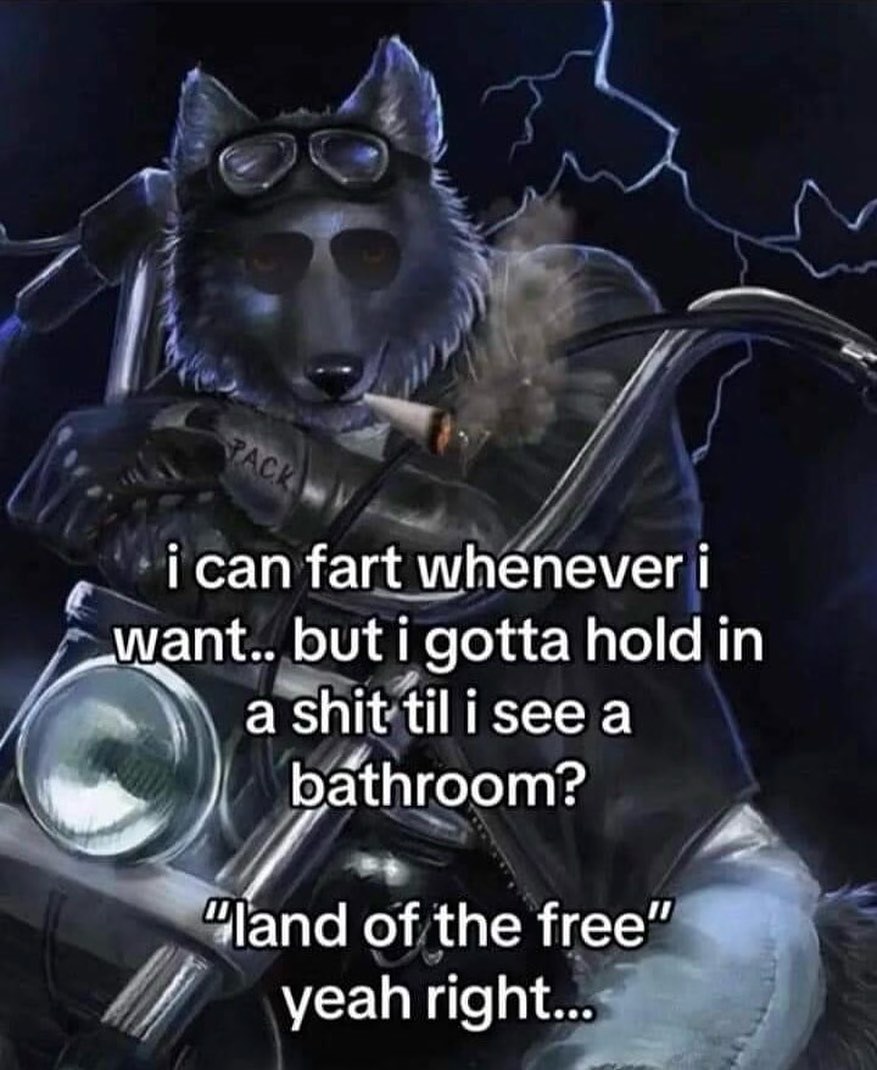 PACK
i can fart whenever i
want.. but i gotta hold in
a shit til i see a
bathroom?
"land of the free"
yeah right...